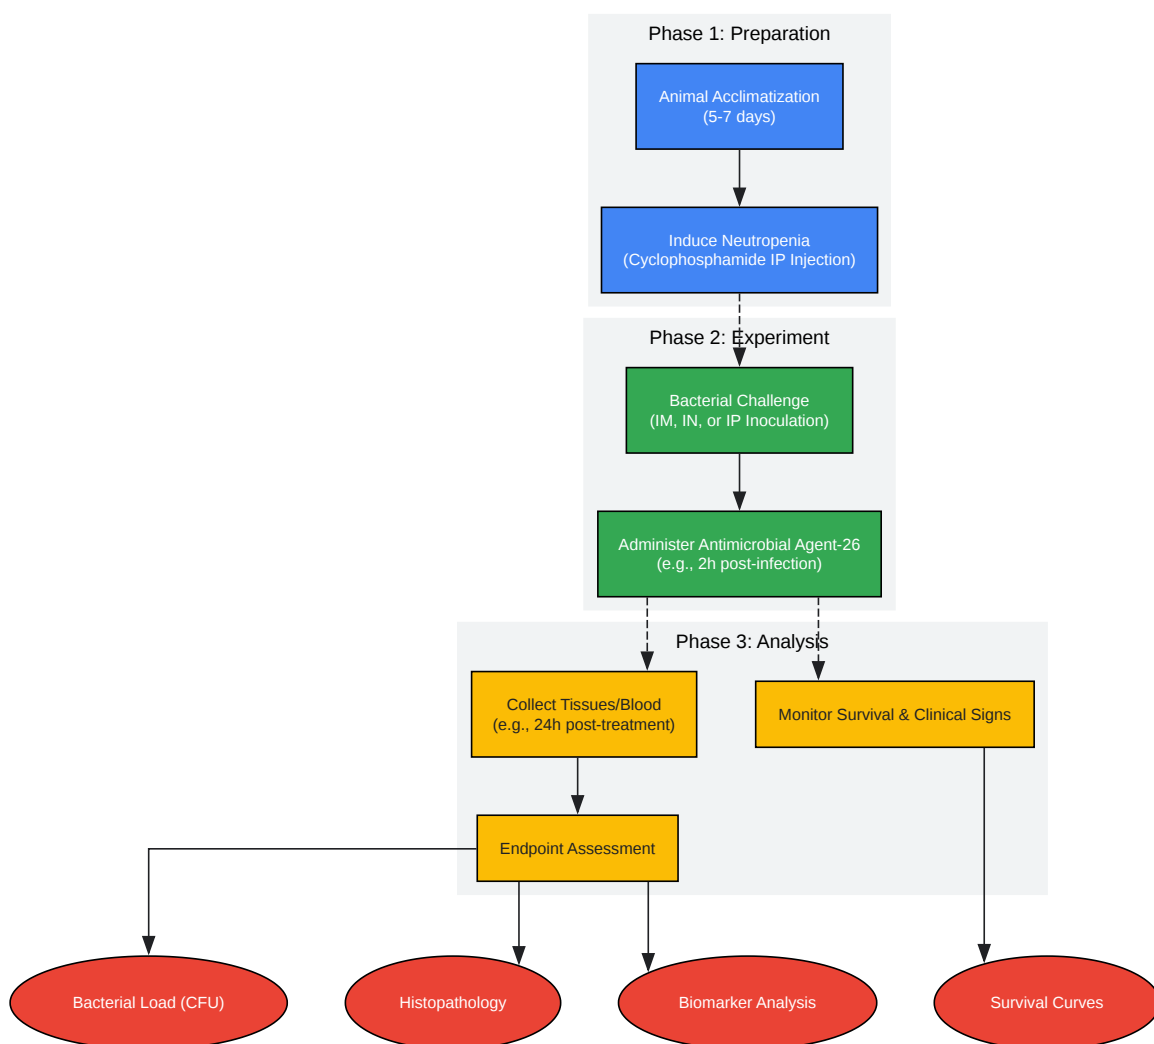 Phase 1: Preparation
Animal Acclimatization
(5-7 days)
Induce Neutropenia
(Cyclophosphamide IP Injection)
Phase 2: Experiment
Bacterial Challenge
(IM, IN, or IP Inoculation)
Administer Antimicrobial Agent-26
(e.g., 2h post-infection)
Phase 3: Analysis
Collect Tissues/Blood
(e.g., 24h post-treatment)
Monitor Survival & Clinical Signs
Endpoint Assessment
Bacterial Load (CFU)
Histopathology
Biomarker Analysis
Survival Curves